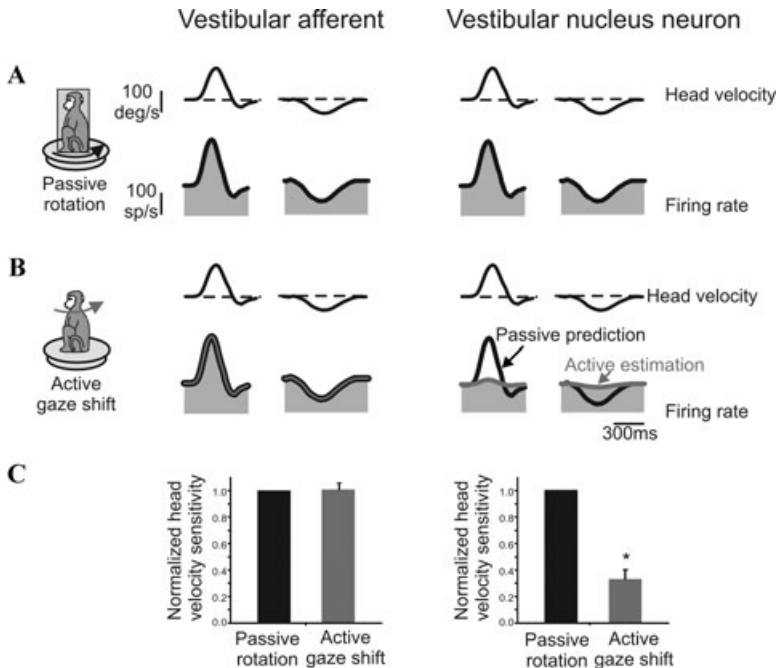 Vestibular afferent
Vestibular nucleus neuron
A
100
deg/s
Head velocity
Passive
rotation
100
sp/s
Firing rate
B
Head velocity
Passive prediction
Active estimation
Active
gaze shift
Firing rate
300ms
C
Normalized head
velocity sensitivity
1.0
0.8
0.6
0.4
0.2
0.0
Passive
rotation
Active
gaze shift
Normalized head
velocity sensitivity
1.0
0.8
0.6
0.4
0.2
0.0
*
Passive
rotation
Active
gaze shift